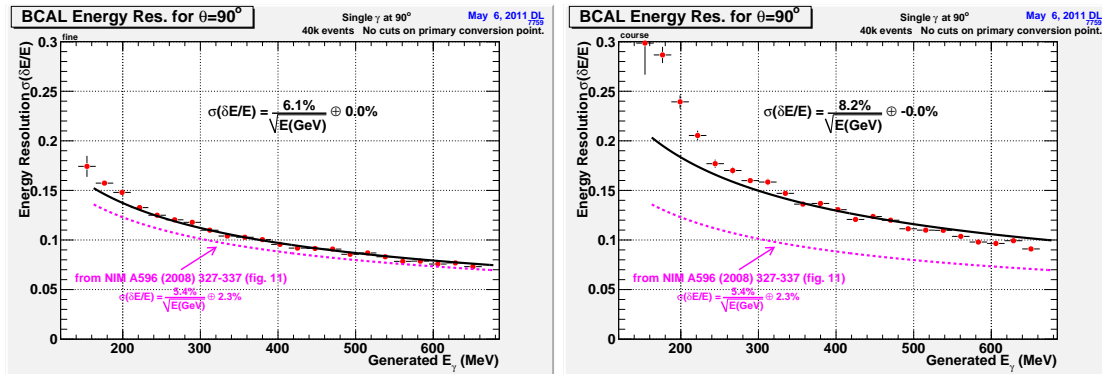 BCAL Energy Res. for θ=90°
Single γ at 90°
May 6, 2011 DL
7759
40k events No cuts on primary conversion point.
fine
Energy Resolution σ(δE/E)
0.3
0.25
0.2
0.15
0.1
0.05
0
σ(δE/E) = 6.1%/√E(GeV) ⊕ 0.0%
from NIM A596 (2008) 327-337 (fig. 11)
σ(δE/E) = 5.4%/√E(GeV) ⊕ 2.3%
200 300 400 500 600
Generated Eγ (MeV)
BCAL Energy Res. for θ=90°
Single γ at 90°
May 6, 2011 DL
7759
40k events No cuts on primary conversion point.
course
Energy Resolution σ(δE/E)
0.3
0.25
0.2
0.15
0.1
0.05
0
σ(δE/E) = 8.2%/√E(GeV) ⊕ -0.0%
from NIM A596 (2008) 327-337 (fig. 11)
σ(δE/E) = 5.4%/√E(GeV) ⊕ 2.3%
200 300 400 500 600
Generated Eγ (MeV)